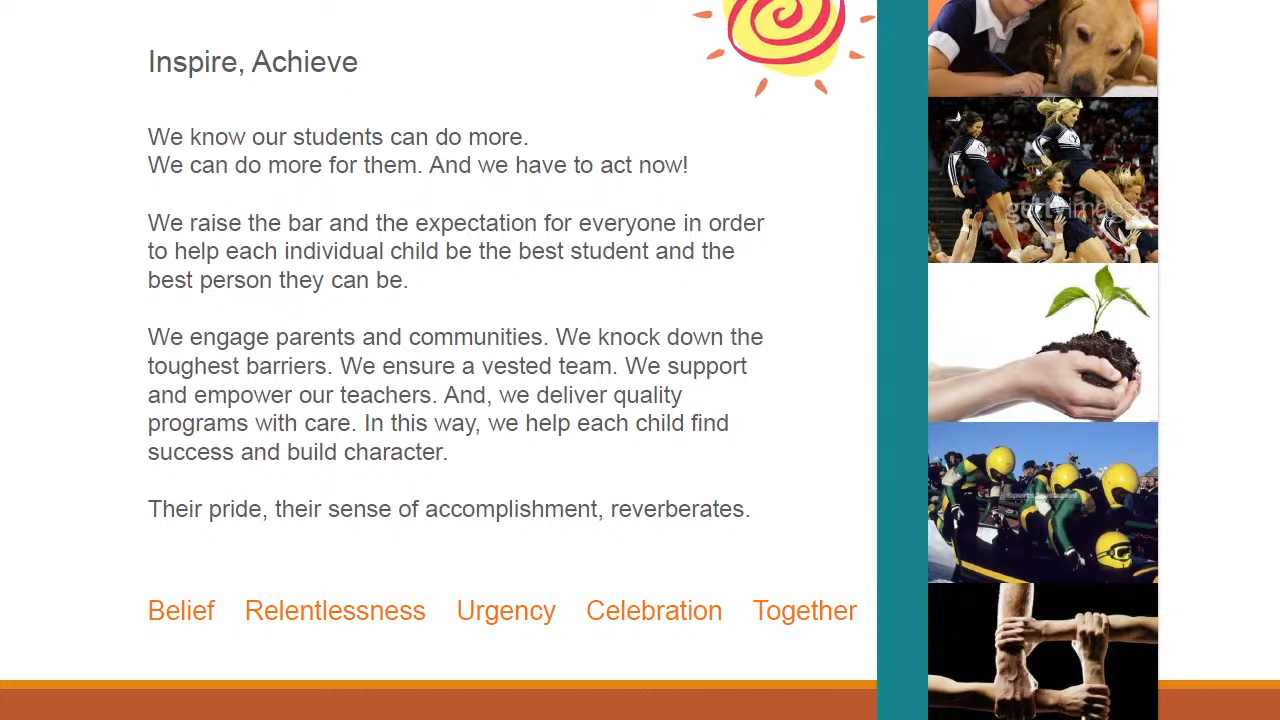 Inspire, Achieve
We know our students can do more.
We can do more for them. And we have to act now!
We raise the bar and the expectation for everyone in order
to help each individual child be the best student and the
best person they can be.
We engage parents and communities. We knock down the
toughest barriers. We ensure a vested team. We support
and empower our teachers. And, we deliver quality
programs with care. In this way, we help each child find
success and build character.
Their pride, their sense of accomplishment, reverberates.
Belief Relentlessness Urgency Celebration Together
gettyimages
Sports Illustrated